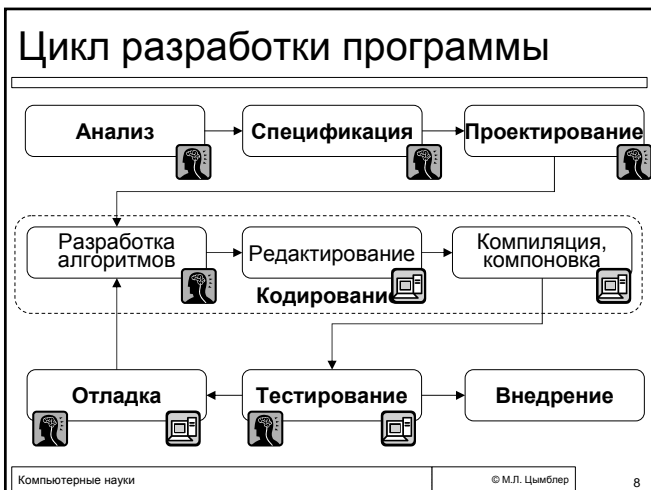 Цикл разработки программы
Анализ
Спецификация
Проектирование
Разработка
алгоритмов
Редактирование
Компиляция,
компоновка
Кодирование
Отладка
Тестирование
Внедрение
Компьютерные науки
© М.Л. Цымблер
8